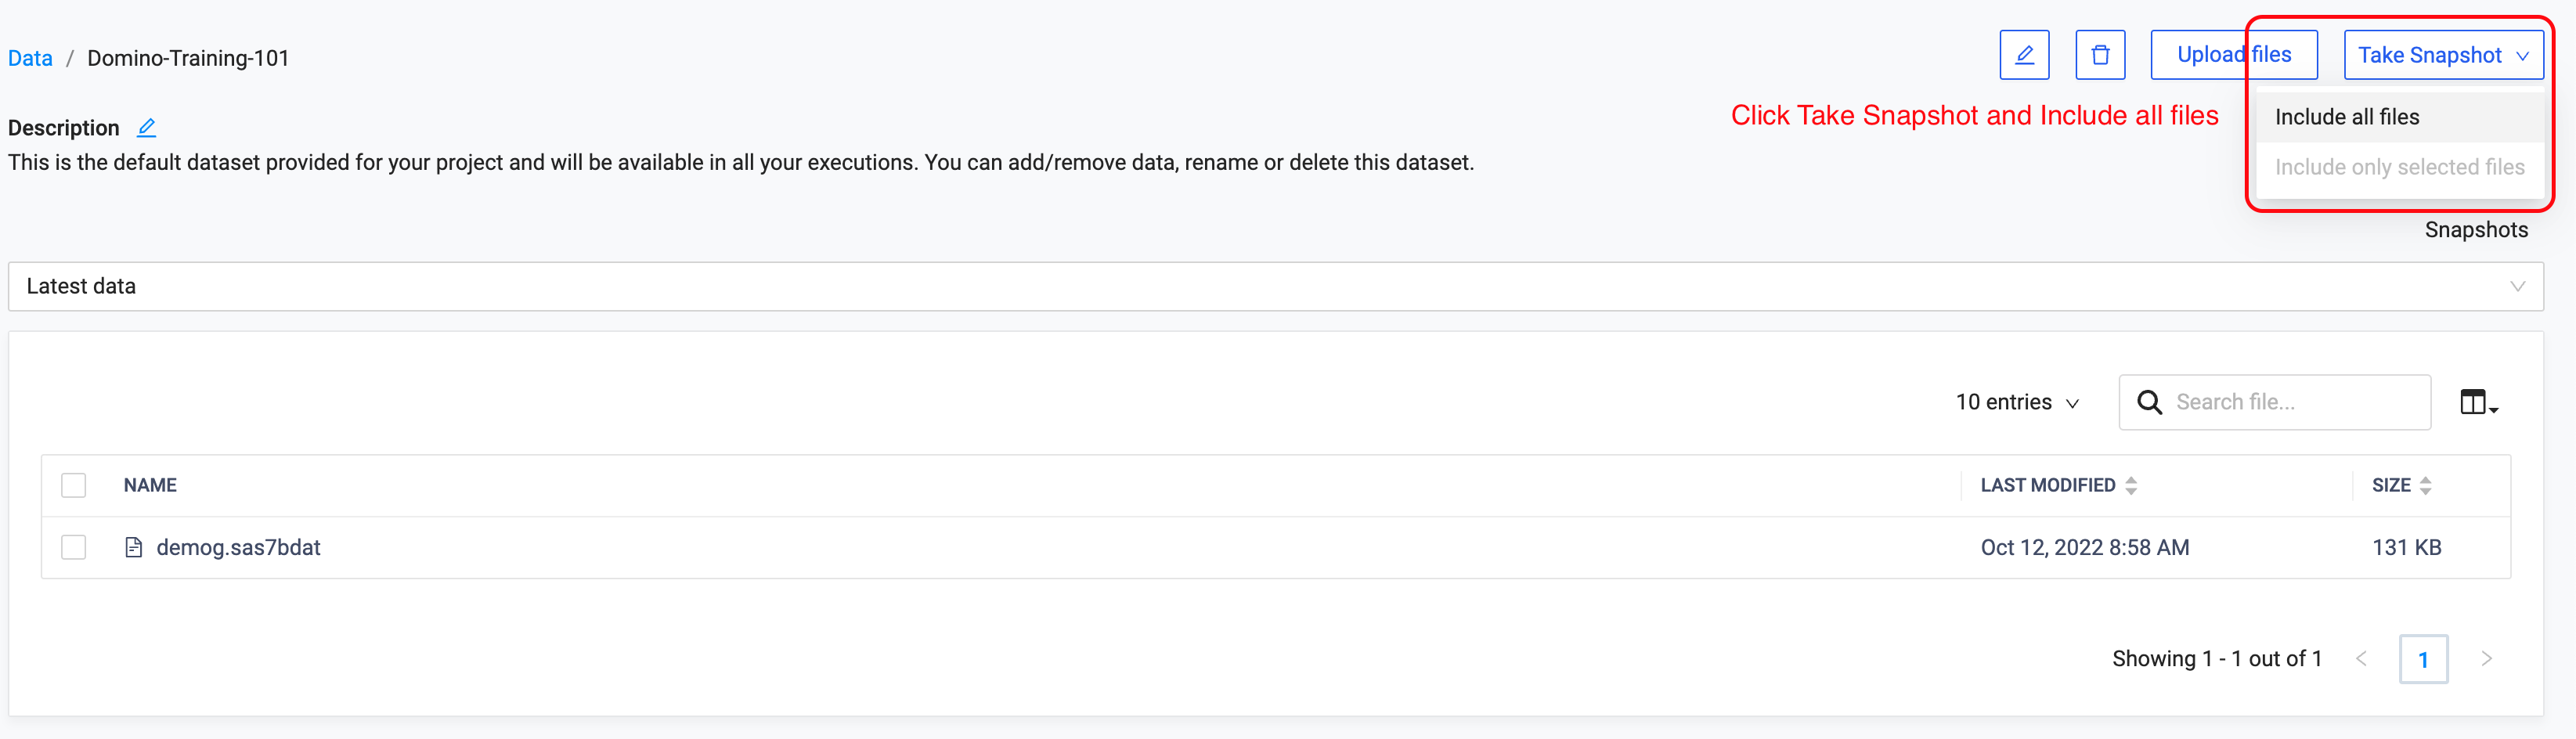 Data / Domino-Training-101
Upload files
Take Snapshot
Click Take Snapshot and Include all files
Include all files
Include only selected files
Description
This is the default dataset provided for your project and will be available in all your executions. You can add/remove data, rename or delete this dataset.
Snapshots
Latest data
10 entries
Search file...
NAME LAST MODIFIED SIZE
demog.sas7bdat Oct 12, 2022 8:58 AM 131 KB
Showing 1 - 1 out of 1 < 1 >